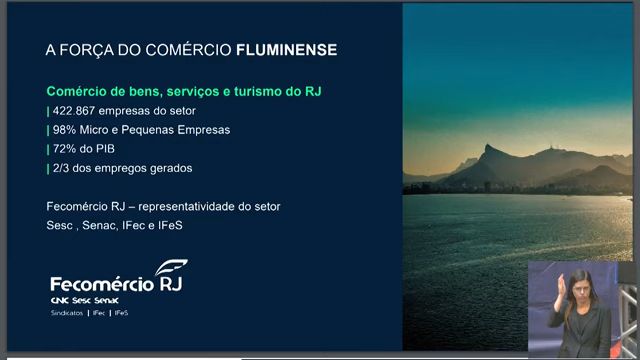 A FORÇA DO COMÉRCIO FLUMINENSE
Comércio de bens, serviços e turismo do RJ
| 422.867 empresas do setor
| 98% Micro e Pequenas Empresas
| 72% do PIB
| 2/3 dos empregos gerados
Fecomércio RJ – representatividade do setor
Sesc , Senac, IFec e IFeS
Fecomércio RJ
CNC Sesc Senac
Sindicatos | IFec | IFeS